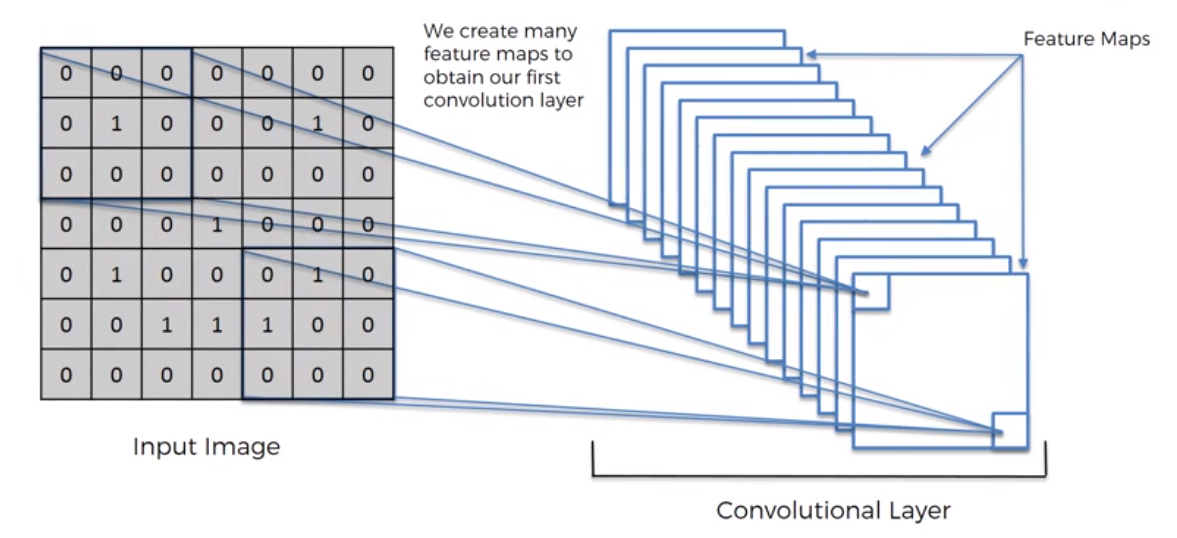 We create many
feature maps to
obtain our first
convolution layer
Feature Maps
0 0 0 0 0 0 0
0 1 0 0 0 1 0
0 0 0 0 0 0 0
0 0 0 1 0 0 0
0 1 0 0 0 1 0
0 0 1 1 1 0 0
0 0 0 0 0 0 0
Input Image
Convolutional Layer